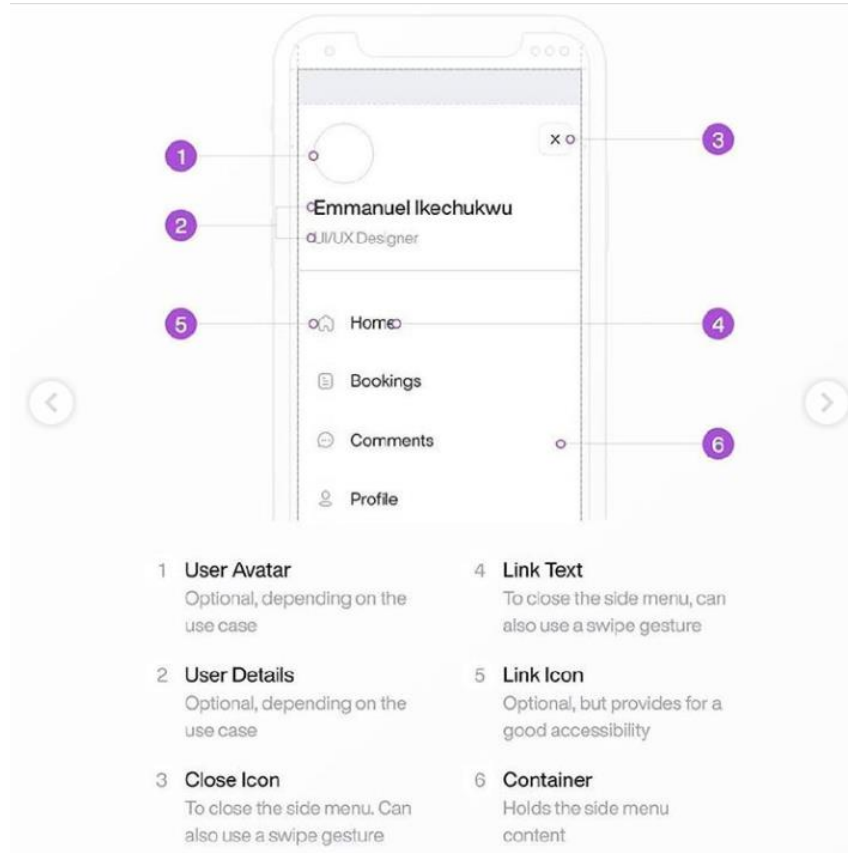 1
X
3
Emmanuel Ikechukwu
2
UI/UX Designer
5
Home
4
Bookings
Comments
6
Profile
1 User Avatar
Optional, depending on the
use case
2 User Details
Optional, depending on the
use case
3 Close Icon
To close the side menu. Can
also use a swipe gesture
4 Link Text
To close the side menu, can
also use a swipe gesture
5 Link Icon
Optional, but provides for a
good accessibility
6 Container
Holds the side menu
content